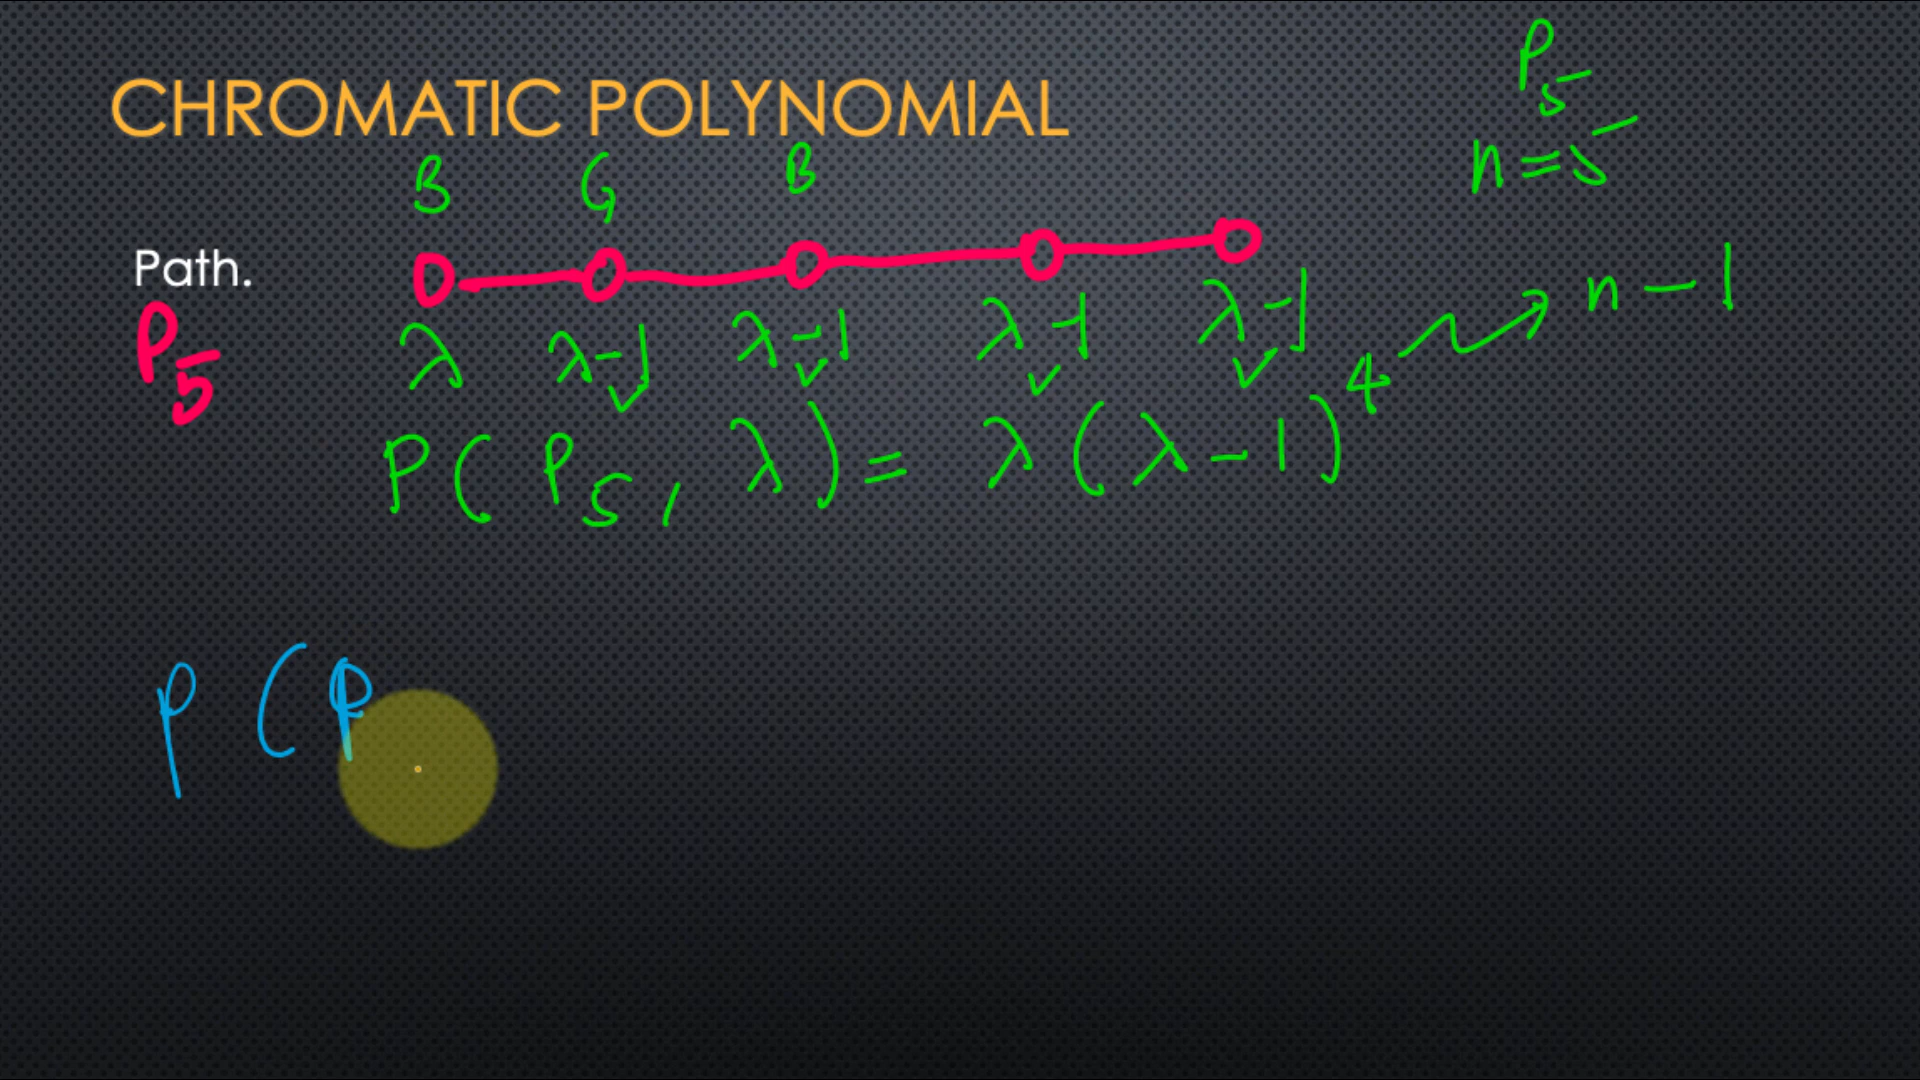 CHROMATIC POLYNOMIAL
P₅
n = 5
B G B
Path.
P₅
λ λ-1 λ-1 λ-1 λ-1
n-1
P(P₅, λ) = λ(λ-1)⁴
P(P